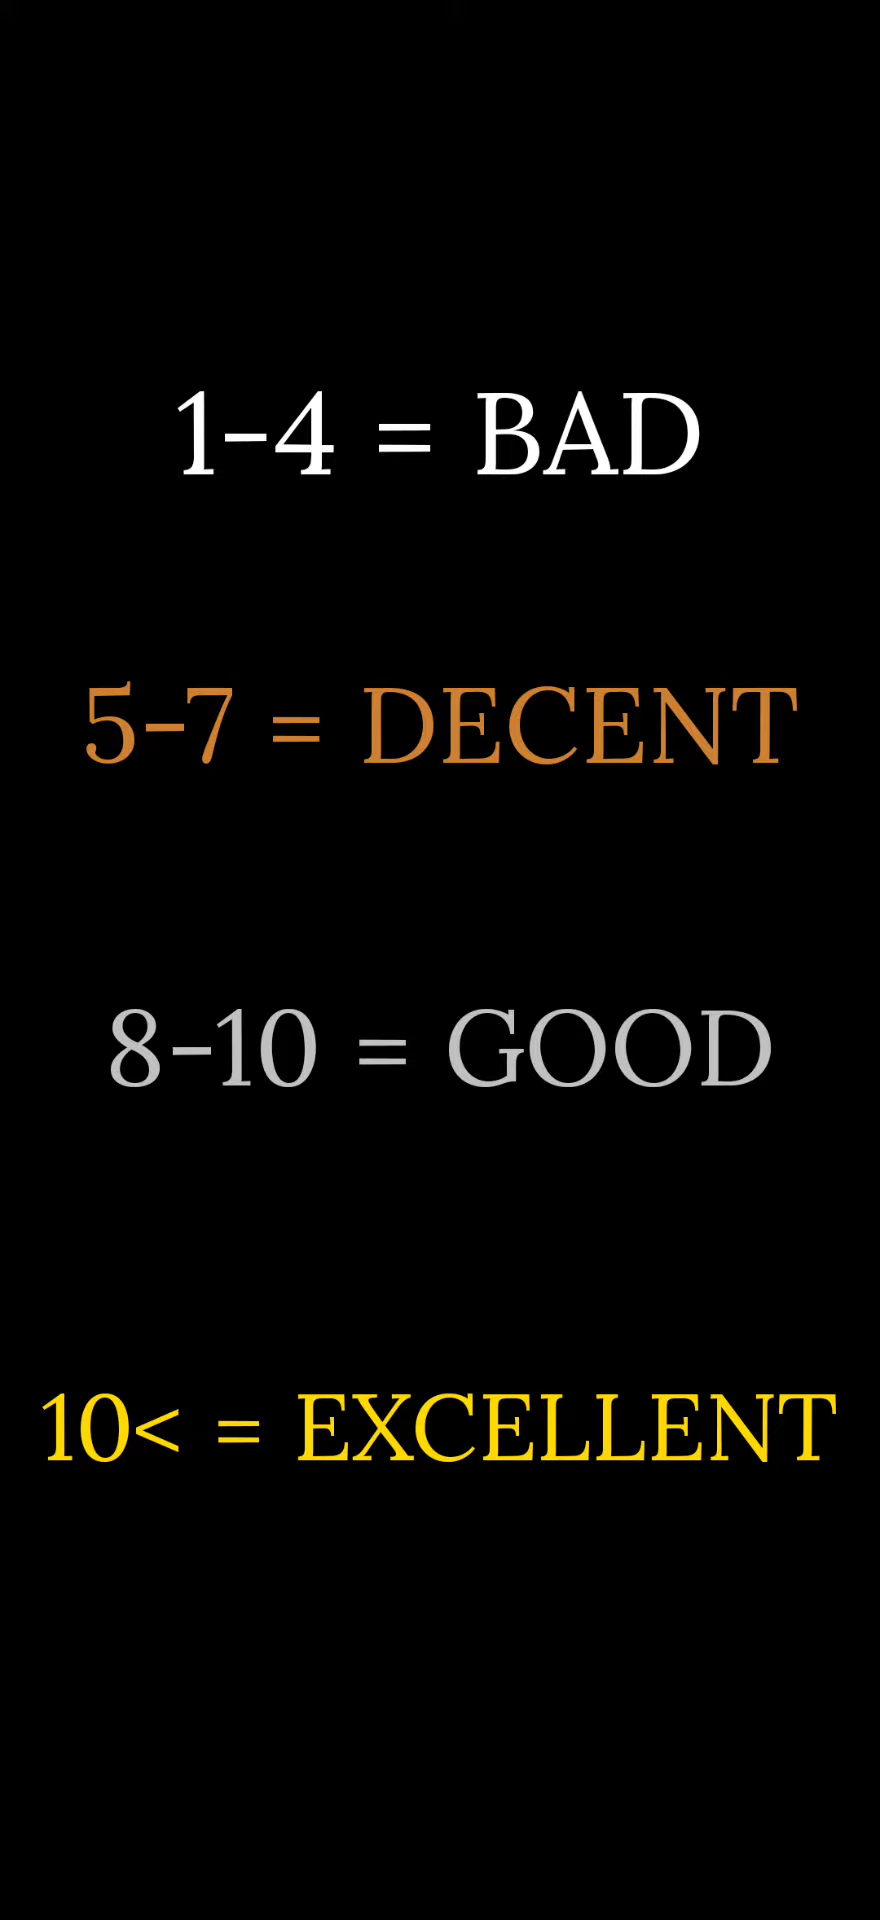 1-4 = BAD
5-7 = DECENT
8-10 = GOOD
10< = EXCELLENT